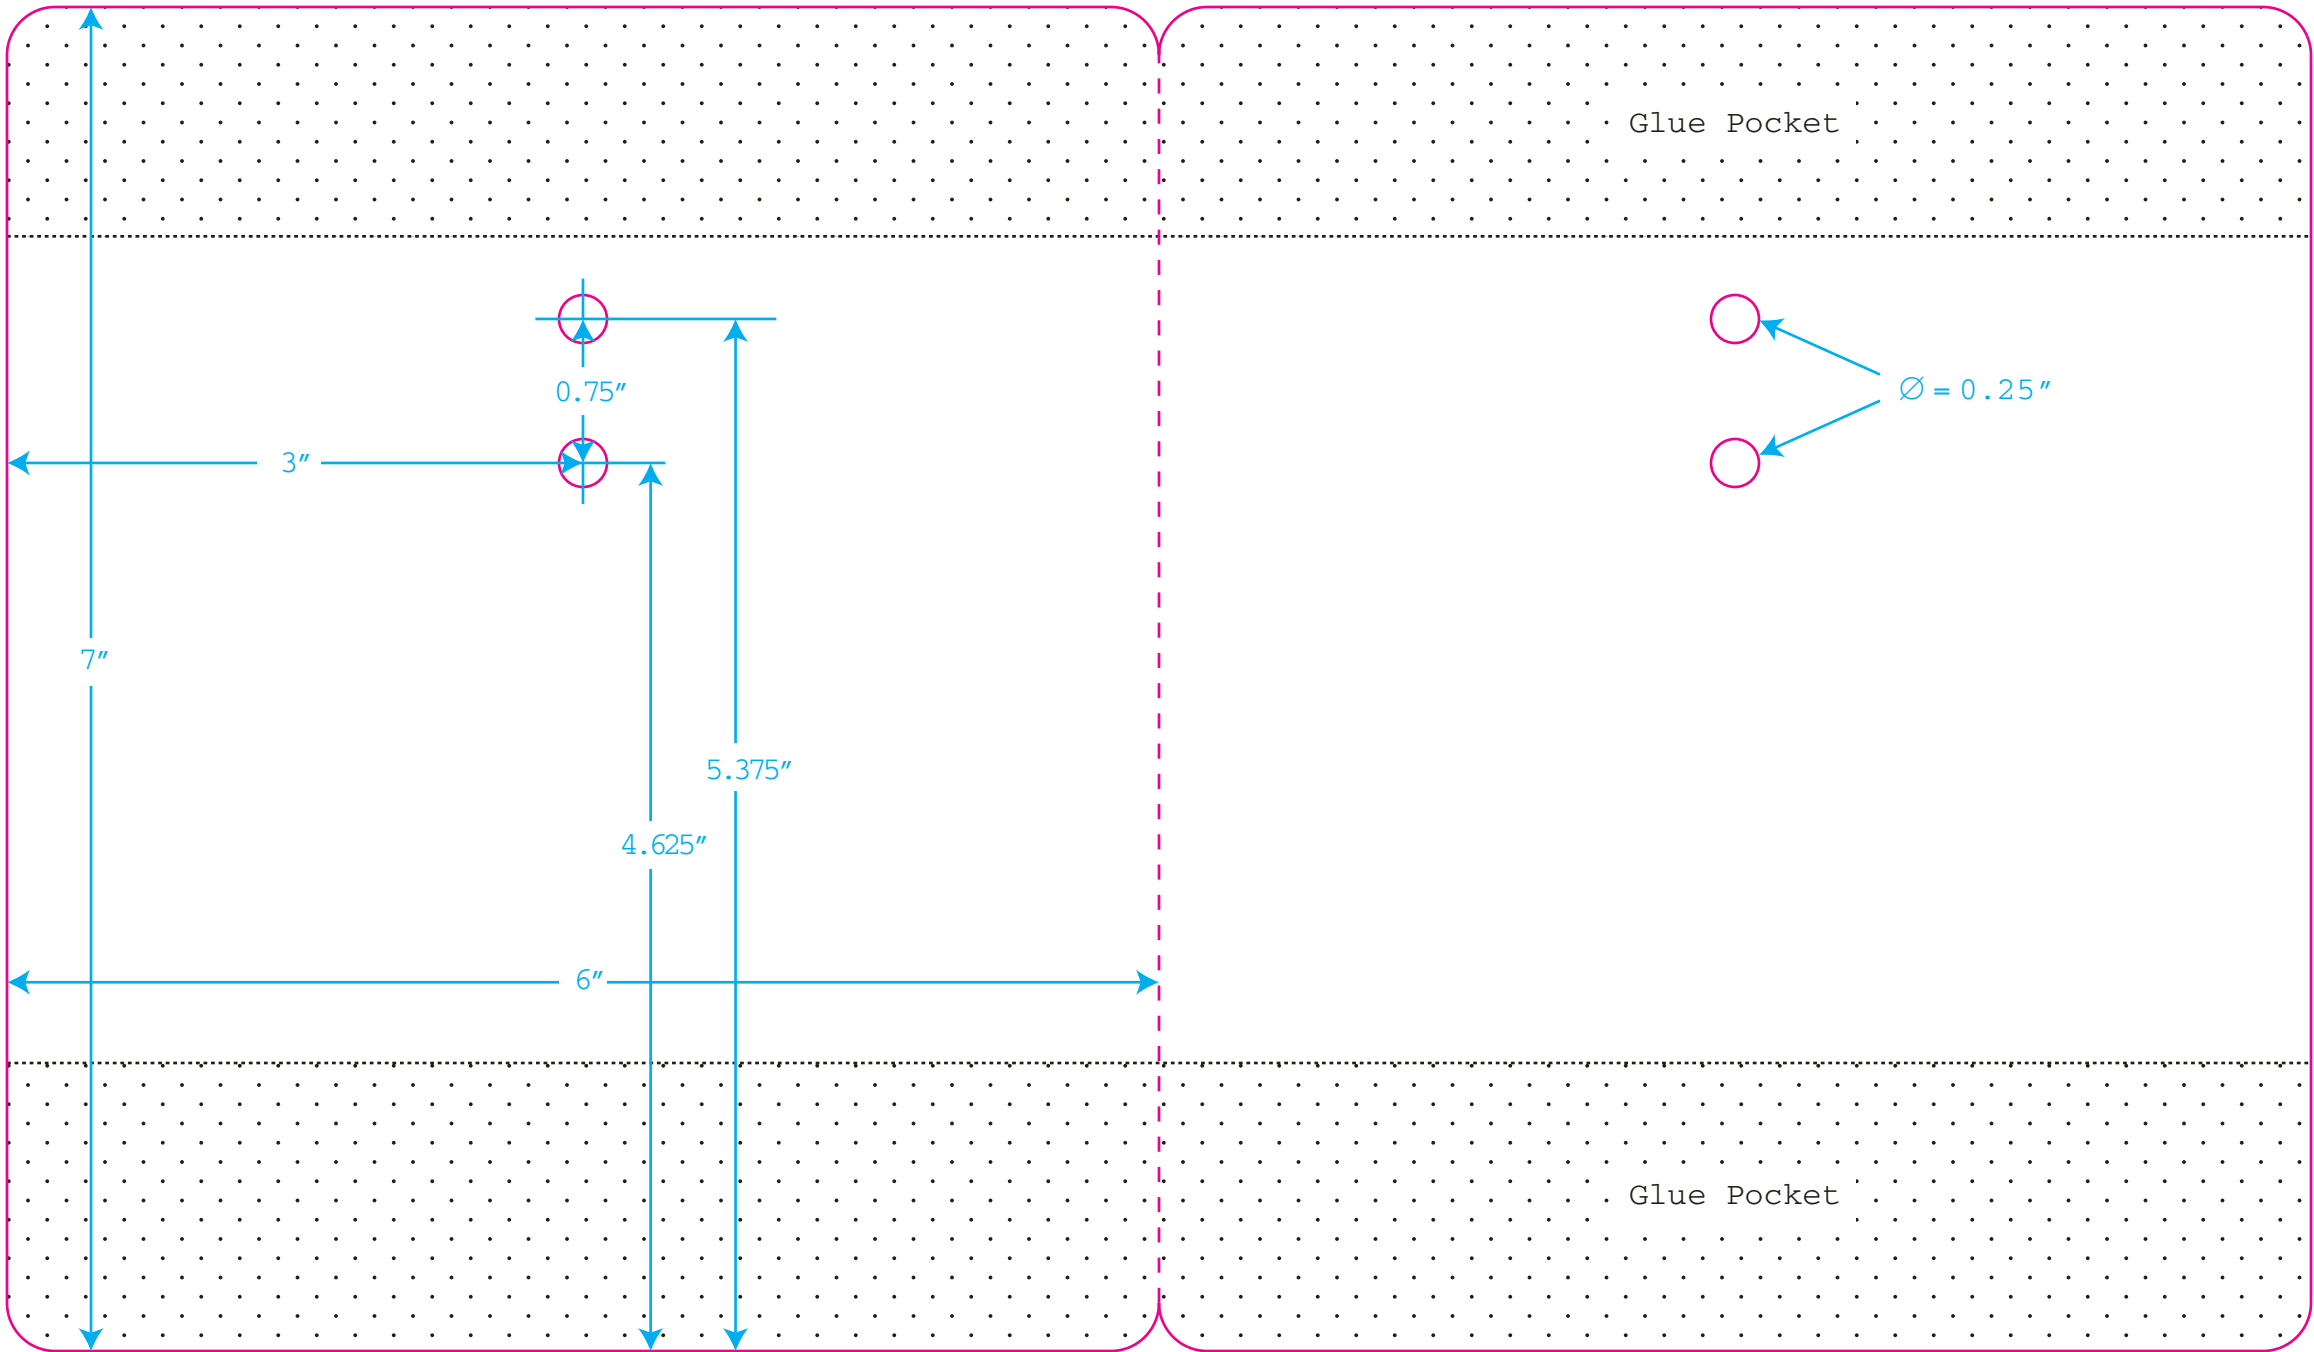 Glue Pocket
0.75″
∅ = 0.25″
3″
7″
5.375″
4.625″
6″
Glue Pocket